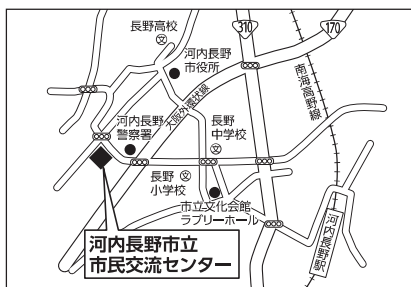 長野高校
文
310
170
河内長野
市役所
大阪外環状線
南海高野線
河内長野
警察署
長野
中学校
文
長野
小学校
文
市立文化会館
ラブリーホール
河内長野市立
市民交流センター
河内長野駅